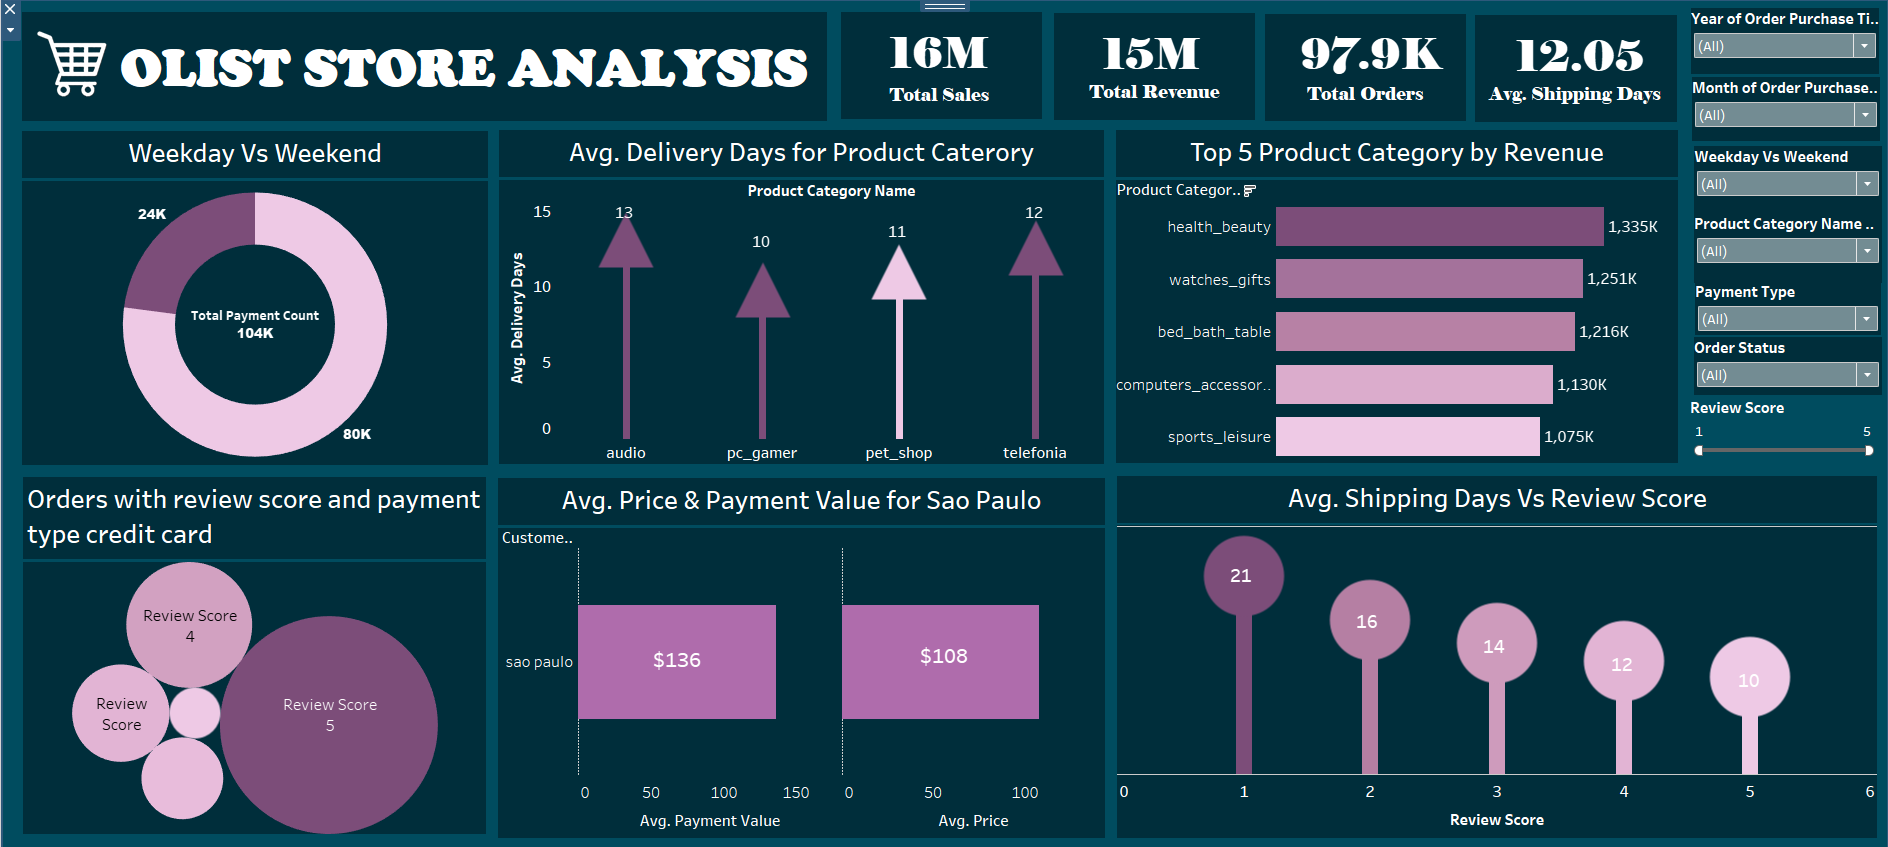 OLIST STORE ANALYSIS
16M
Total Sales
15M
Total Revenue
97.9K
Total Orders
12.05
Avg. Shipping Days
Year of Order Purchase Ti..
(All)
Month of Order Purchase..
(All)
Weekday Vs Weekend
(All)
Product Category Name ..
(All)
Payment Type
(All)
Order Status
(All)
Review Score
1 5
Weekday Vs Weekend
24K
Total Payment Count
104K
80K
Avg. Delivery Days for Product Caterory
Product Category Name
Avg. Delivery Days
15
10
5
0
13
10
11
12
audio pc_gamer pet_shop telefonia
Top 5 Product Category by Revenue
Product Categor..
health_beauty 1,335K
watches_gifts 1,251K
bed_bath_table 1,216K
computers_accessor.. 1,130K
sports_leisure 1,075K
Orders with review score and payment
type credit card
Review Score
4
Review
Score
Review Score
5
Avg. Price & Payment Value for Sao Paulo
Custome..
sao paulo $136 $108
0 50 100 150 0 50 100
Avg. Payment Value Avg. Price
Avg. Shipping Days Vs Review Score
21
16
14
12
10
0 1 2 3 4 5 6
Review Score